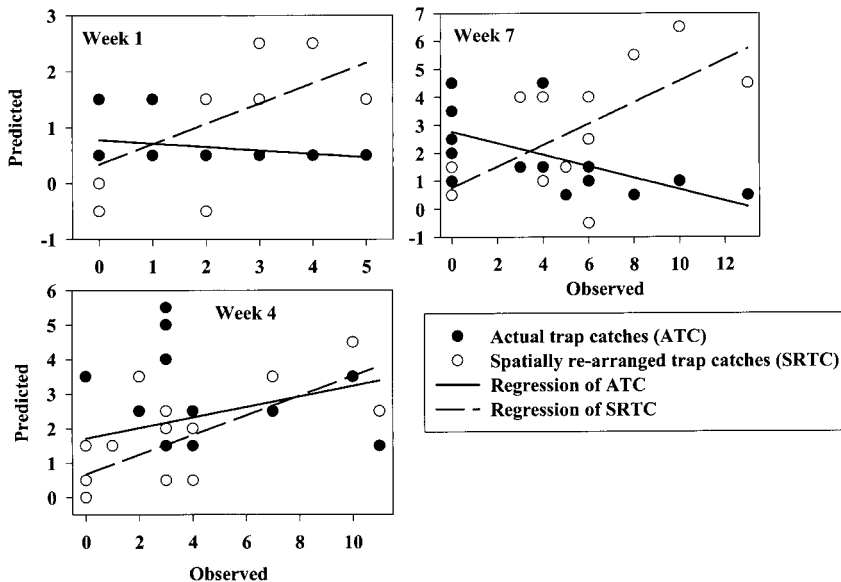 Week 1
3
2
1
0
-1
Predicted
0 1 2 3 4 5
Week 7
7
6
5
4
3
2
1
0
-1
0 2 4 6 8 10 12
Observed
Week 4
6
5
4
3
2
1
0
Predicted
0 2 4 6 8 10
Observed
Actual trap catches (ATC)
Spatially re-arranged trap catches (SRTC)
Regression of ATC
Regression of SRTC